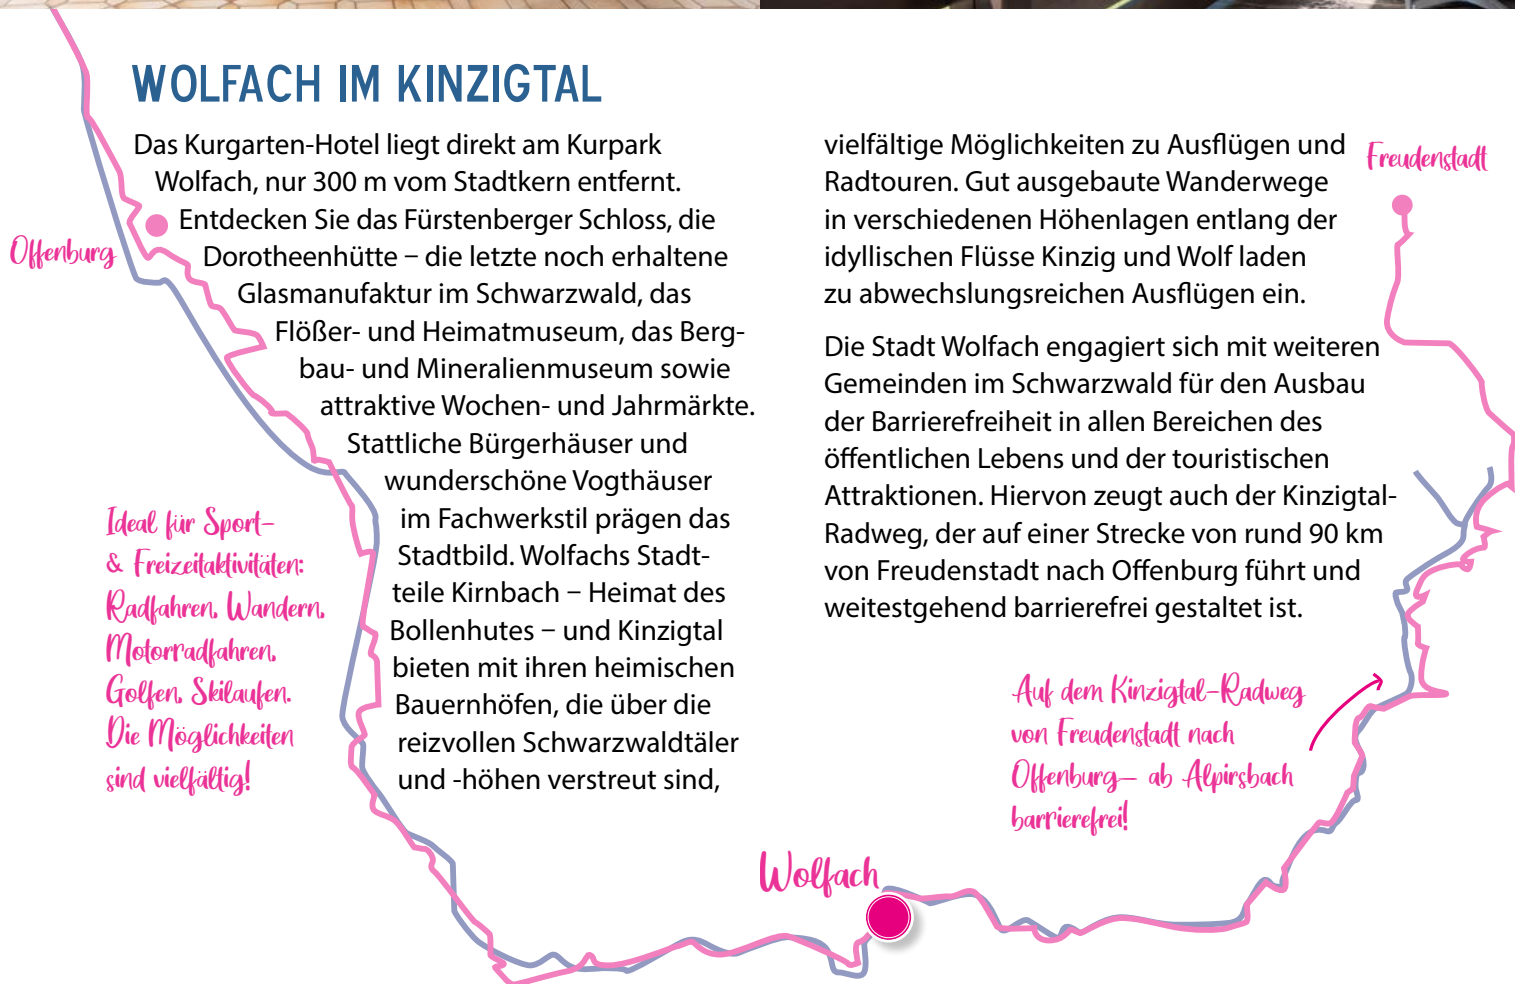 WOLFACH IM KINZIGTAL
Das Kurgarten-Hotel liegt direkt am Kurpark
Wolfach, nur 300 m vom Stadtkern entfernt.
Entdecken Sie das Fürstenberger Schloss, die
Dorotheenhütte – die letzte noch erhaltene
Glasmanufaktur im Schwarzwald, das
Flößer- und Heimatmuseum, das Berg-
bau- und Mineralienmuseum sowie
attraktive Wochen- und Jahrmärkte.
Stattliche Bürgerhäuser und
wunderschöne Vogthäuser
im Fachwerkstil prägen das
Stadtbild. Wolfachs Stadt-
teile Kirnbach – Heimat des
Bollenhutes – und Kinzigtal
bieten mit ihren heimischen
Bauernhöfen, die über die
reizvollen Schwarzwaldtäler
und -höhen verstreut sind,
vielfältige Möglichkeiten zu Ausflügen und
Radtouren. Gut ausgebaute Wanderwege
in verschiedenen Höhenlagen entlang der
idyllischen Flüsse Kinzig und Wolf laden
zu abwechslungsreichen Ausflügen ein.
Die Stadt Wolfach engagiert sich mit weiteren
Gemeinden im Schwarzwald für den Ausbau
der Barrierefreiheit in allen Bereichen des
öffentlichen Lebens und der touristischen
Attraktionen. Hiervon zeugt auch der Kinzigtal-
Radweg, der auf einer Strecke von rund 90 km
von Freudenstadt nach Offenburg führt und
weitestgehend barrierefrei gestaltet ist.
Offenburg
Freudenstadt
Ideal für Sport-
& Freizeitaktivitäten:
Radfahren, Wandern,
Motorradfahren,
Golfen, Skilaufen.
Die Möglichkeiten
sind vielfältig!
Auf dem Kinzigtal-Radweg
von Freudenstadt nach
Offenburg– ab Alpirsbach
barrierefrei!
Wolfach